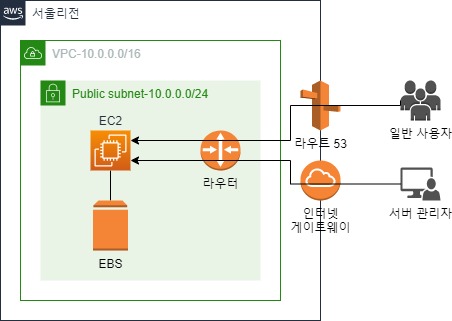 aws
서울리전
VPC-10.0.0.0/16
Public subnet-10.0.0.0/24
EC2
라우터
EBS
라우트 53
인터넷
게이트웨이
일반 사용자
서버 관리자